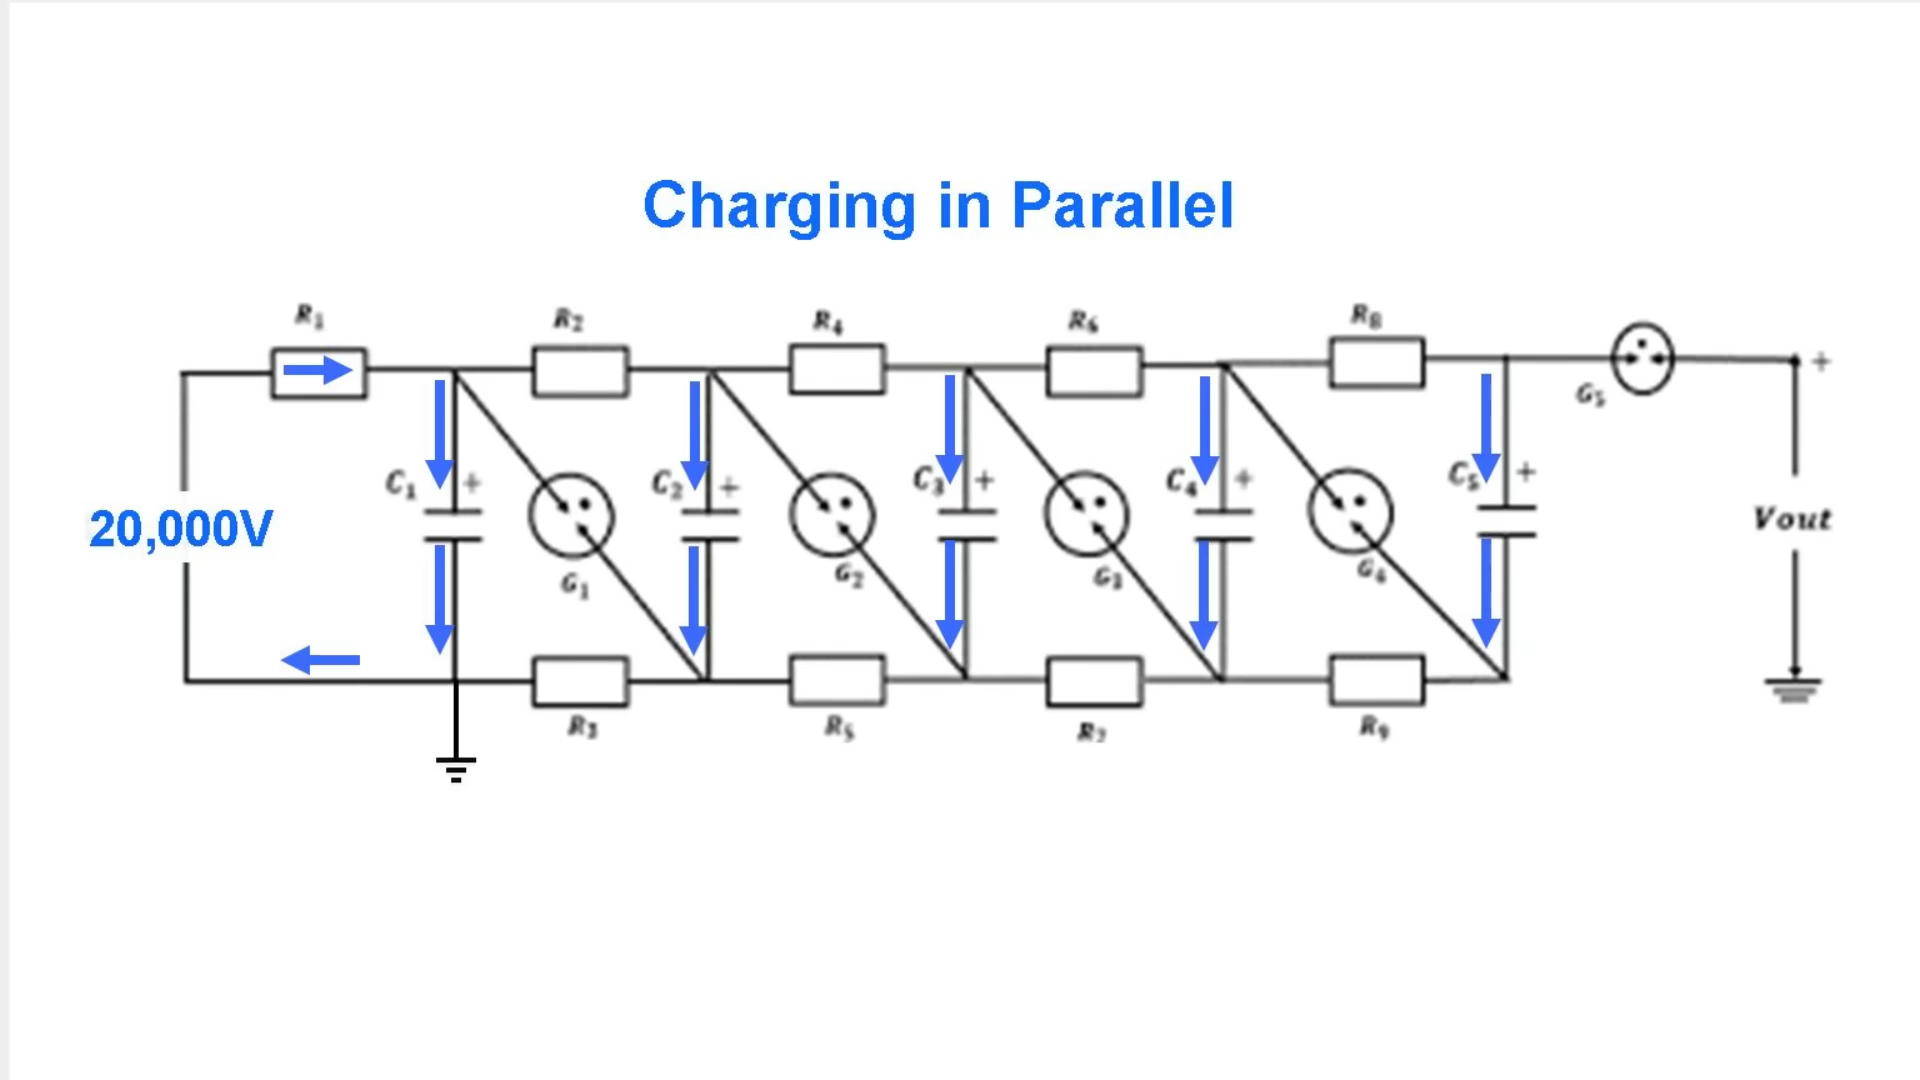 Charging in Parallel
R1
R2
R4
R6
R8
G5
+
C1 +
C2 +
C3 +
C4 +
C5 +
20,000V
Vout
G1
G2
G3
G4
R3
R5
R7
R9